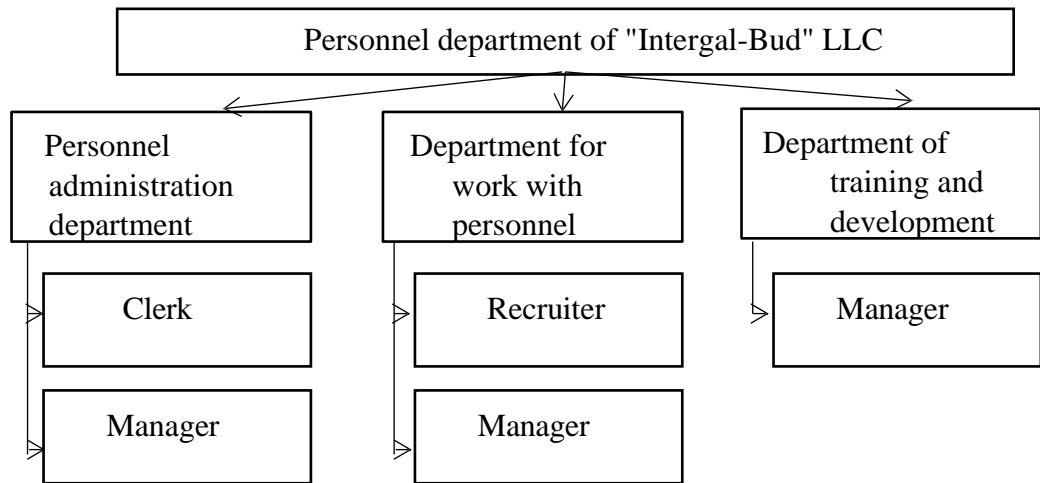 Personnel department of "Intergal-Bud" LLC
Personnel
administration
department
Department for
work with
personnel
Department of
training and
development
Clerk
Recruiter
Manager
Manager
Manager